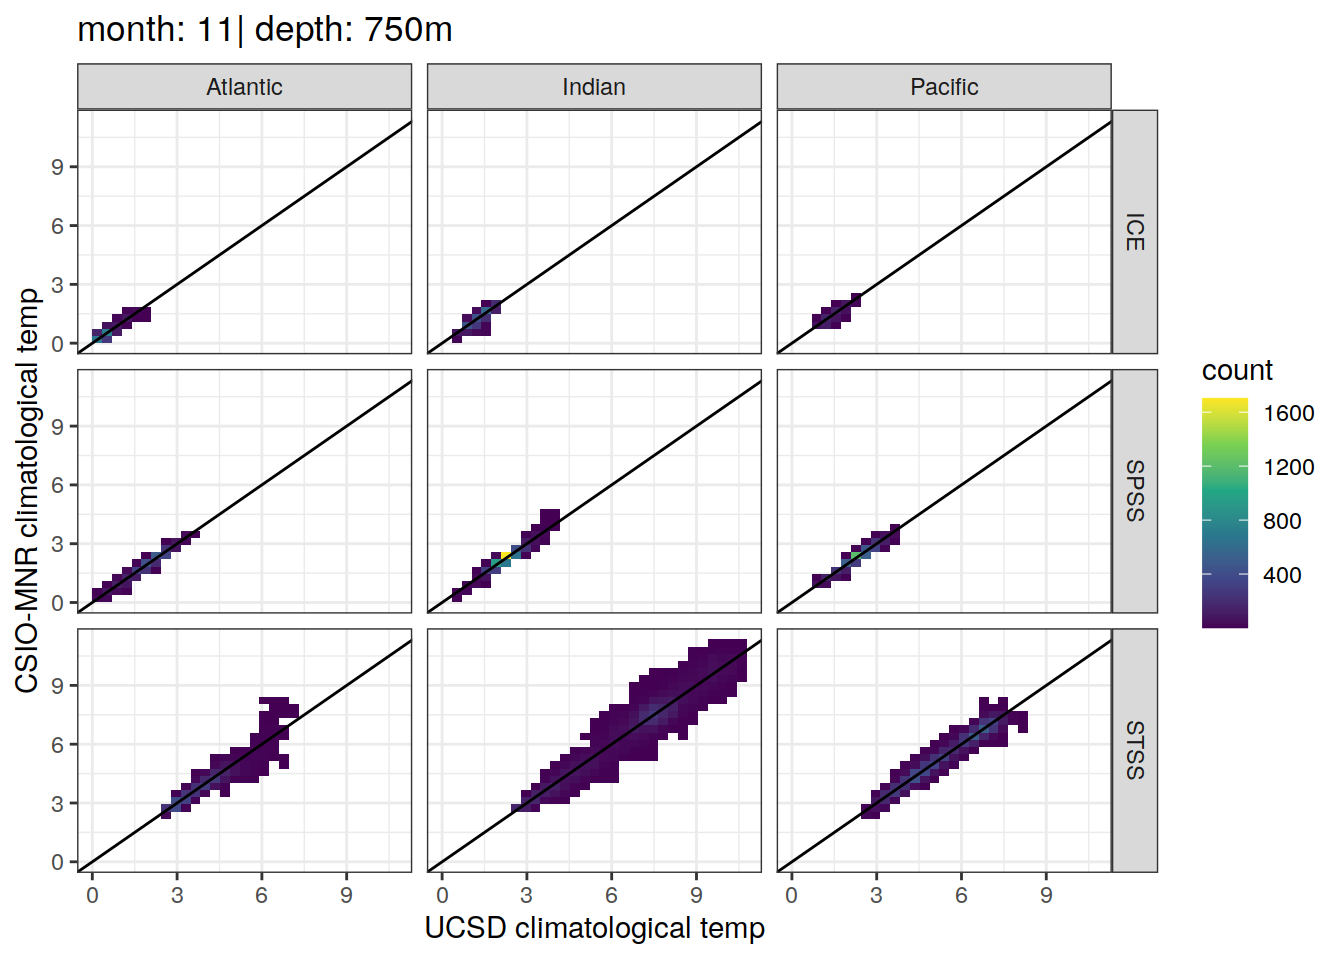 month: 11| depth: 750m
Atlantic
Indian
Pacific
9
6
3
0
ICE
9
6
3
0
SPSS
9
6
3
0
STSS
0
3
6
9
0
3
6
9
0
3
6
9
UCSD climatological temp
CSIO-MNR climatological temp
count
1600
1200
800
400